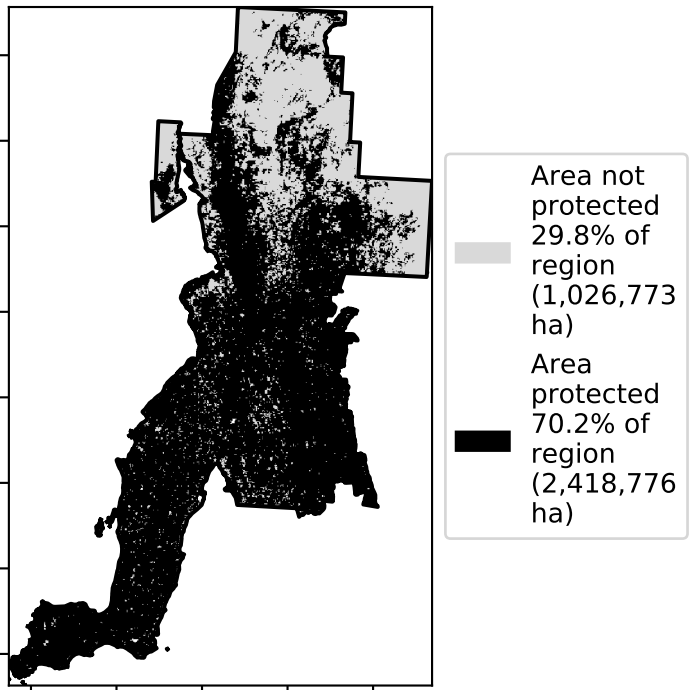 Area not
protected
29.8% of
region
(1,026,773
ha)
Area
protected
70.2% of
region
(2,418,776
ha)